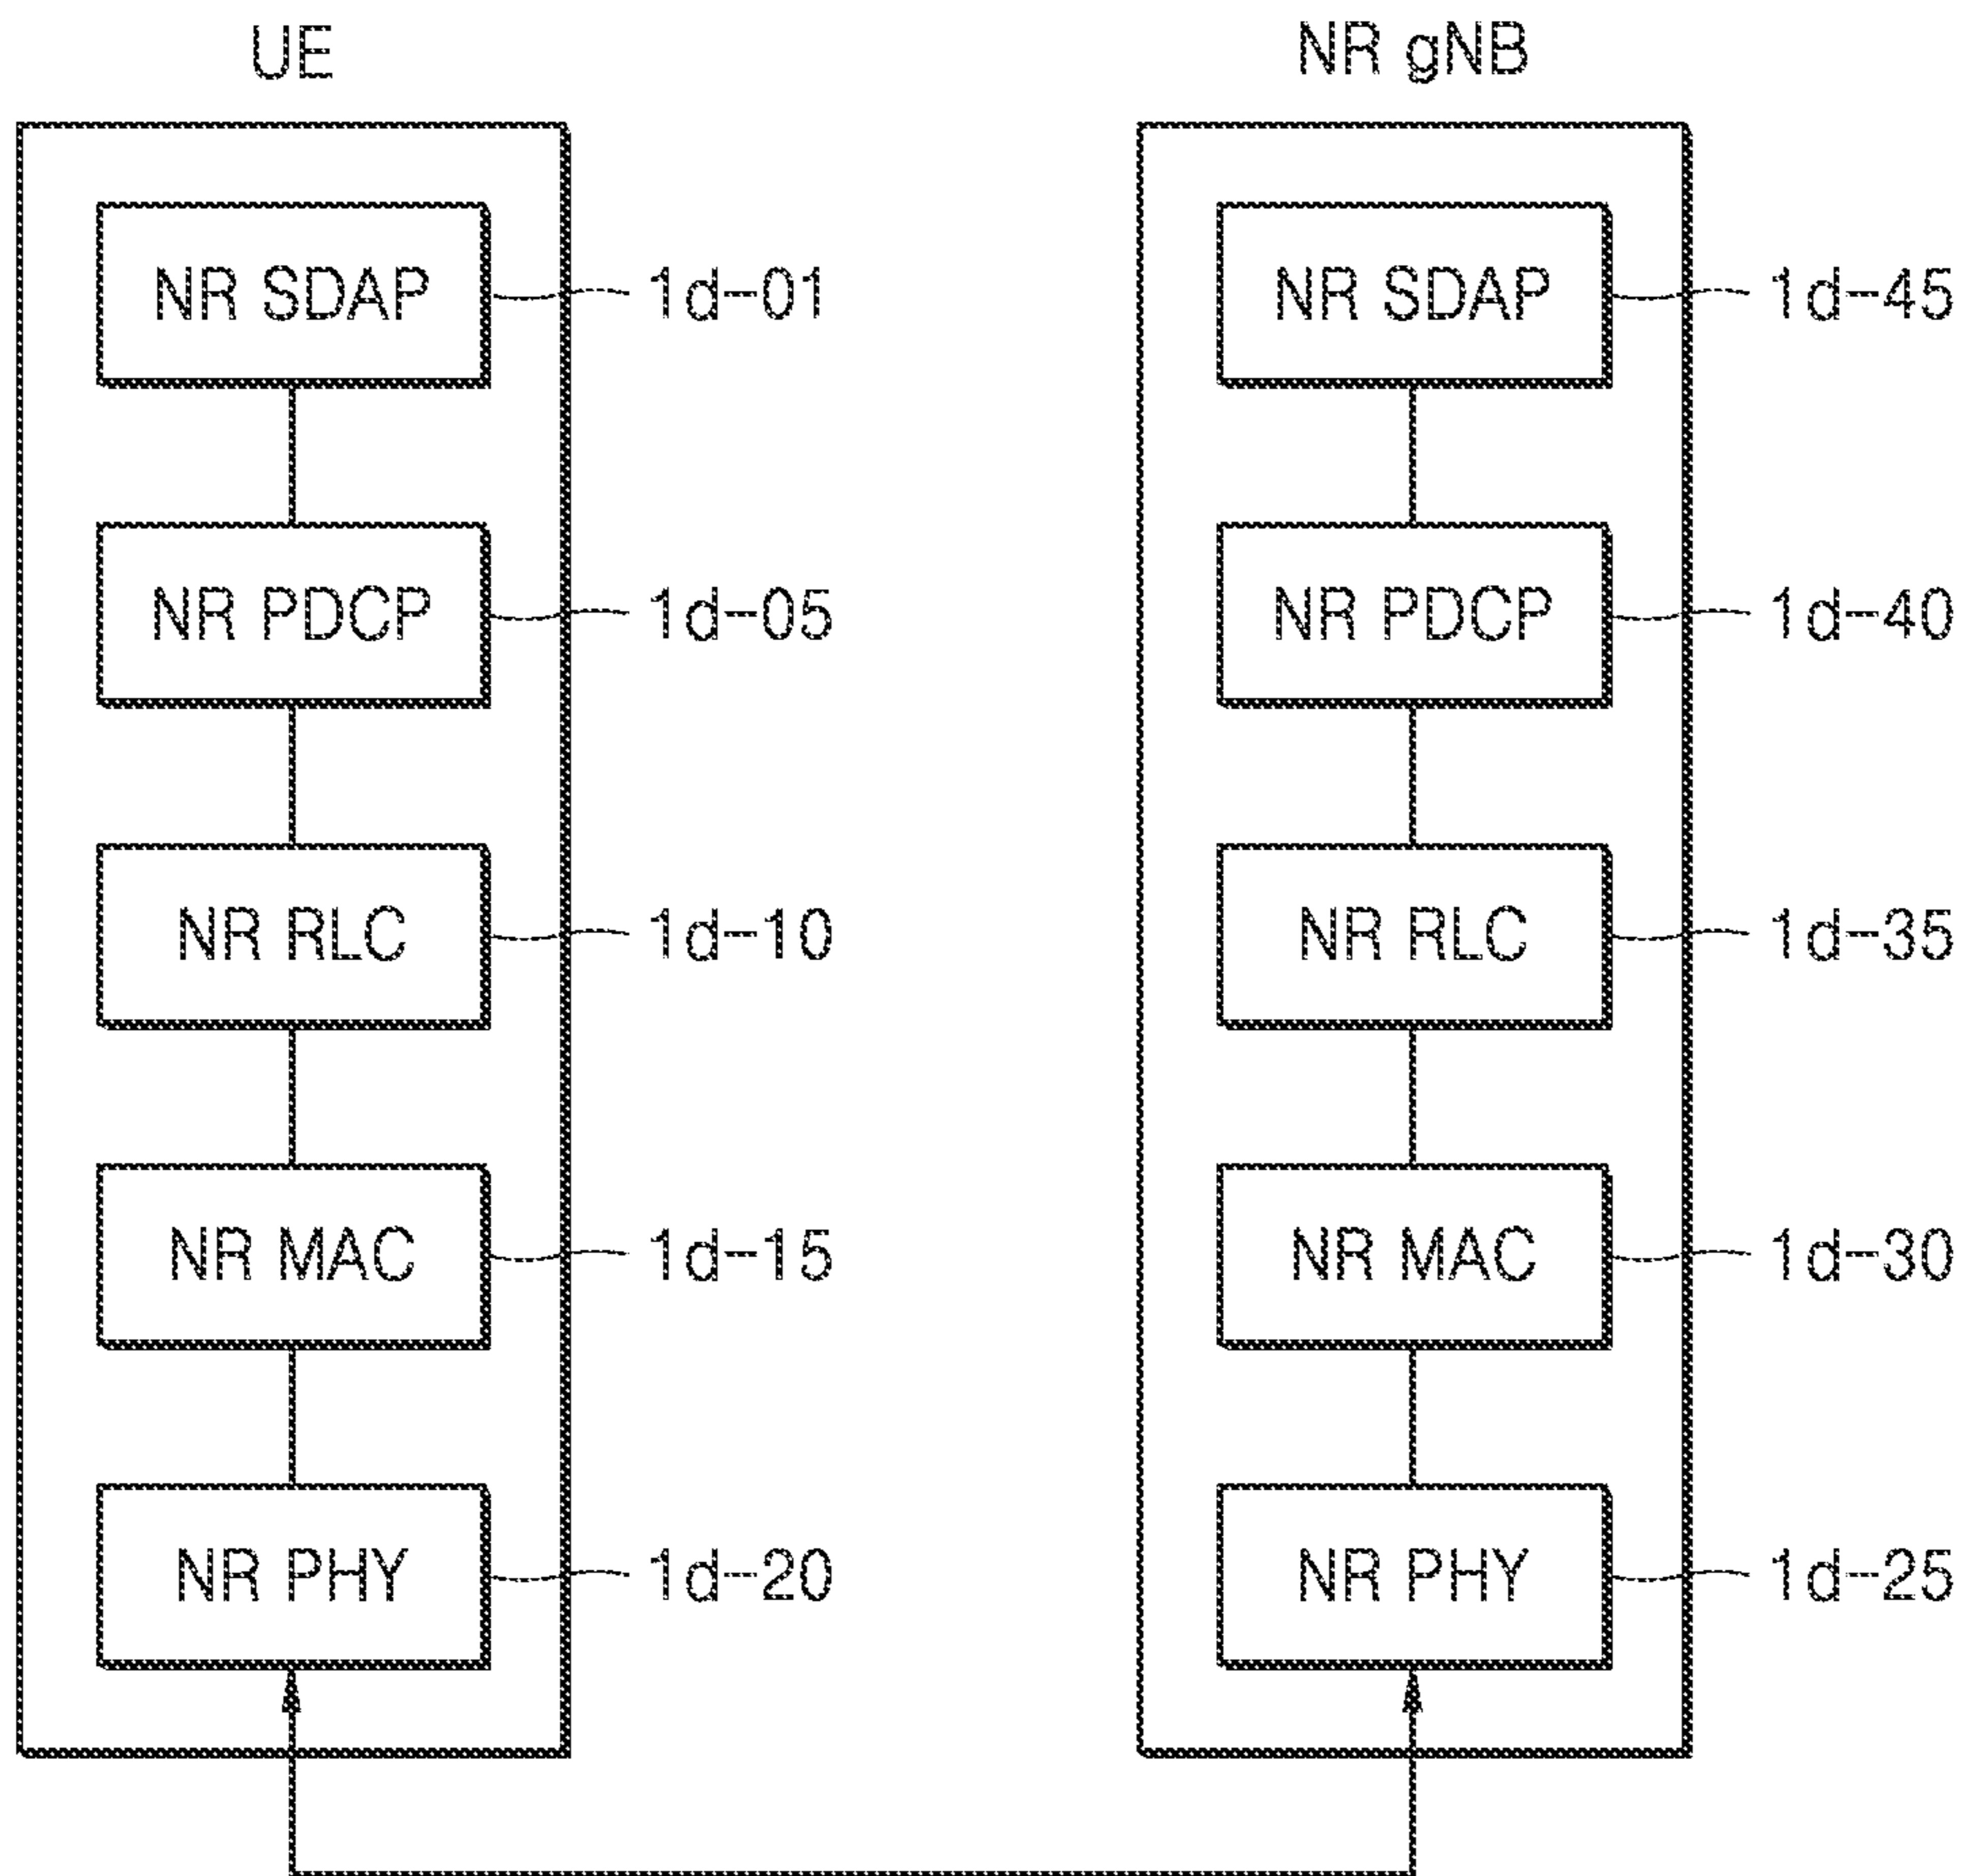 UE NR gNB
NR SDAP 1d-01 NR SDAP 1d-45
NR PDCP 1d-05 NR PDCP 1d-40
NR RLC 1d-10 NR RLC 1d-35
NR MAC 1d-15 NR MAC 1d-30
NR PHY 1d-20 NR PHY 1d-25